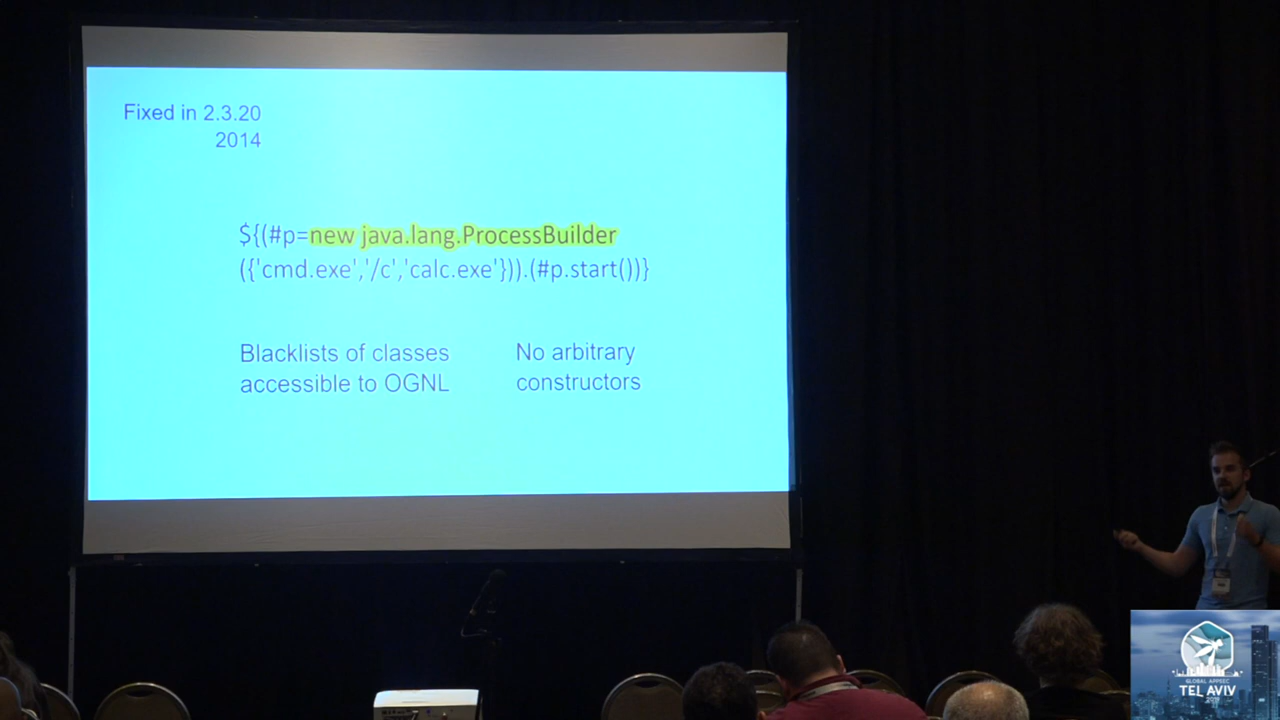 Fixed in 2.3.20
2014
${(#p=new java.lang.ProcessBuilder
({'cmd.exe','/c','calc.exe'})).(#p.start())}
Blacklists of classes
accessible to OGNL
No arbitrary
constructors
GLOBAL APPSEC
TEL AVIV